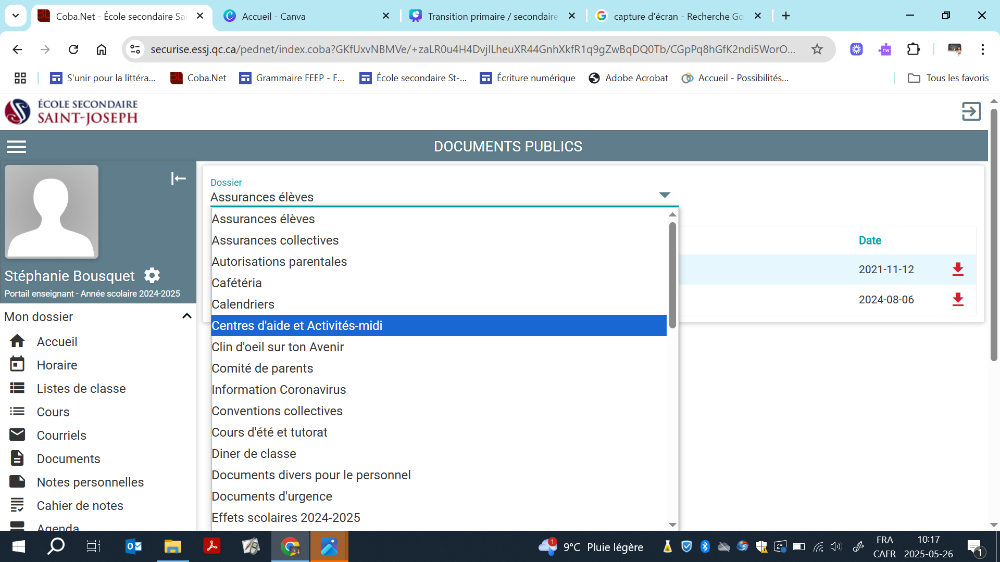 Coba.Net - École secondaire Sai
Accueil - Canva
Transition primaire / secondaire
capture d'écran - Recherche Go
securise.essj.qc.ca/pednet/index.coba?GKfUxvNBMVe/+zaLR0u4H4DvjILheuXR44GnhXkfR1q9gZwBqDQ0Tb/CGpPq8hGfK2ndi5WorO...
rw
S'unir pour la littéra...
Coba.Net
Grammaire FEEP - F...
École secondaire St-...
Écriture numérique
Adobe Acrobat
Accueil - Possibilités...
Tous les favoris
ÉCOLE SECONDAIRE
SAINT-JOSEPH
DOCUMENTS PUBLICS
Stéphanie Bousquet
Portail enseignant - Année scolaire 2024-2025
Mon dossier
Accueil
Horaire
Listes de classe
Cours
Courriels
Documents
Notes personnelles
Cahier de notes
Agenda
Dossier
Assurances élèves
Assurances élèves
Assurances collectives
Autorisations parentales
Cafétéria
Calendriers
Centres d'aide et Activités-midi
Clin d'oeil sur ton Avenir
Comité de parents
Information Coronavirus
Conventions collectives
Cours d'été et tutorat
Diner de classe
Documents divers pour le personnel
Documents d'urgence
Effets scolaires 2024-2025
Date
2021-11-12
2024-08-06
1
9°C Pluie légère
FRA
CAFR
10:17
2025-05-26
1